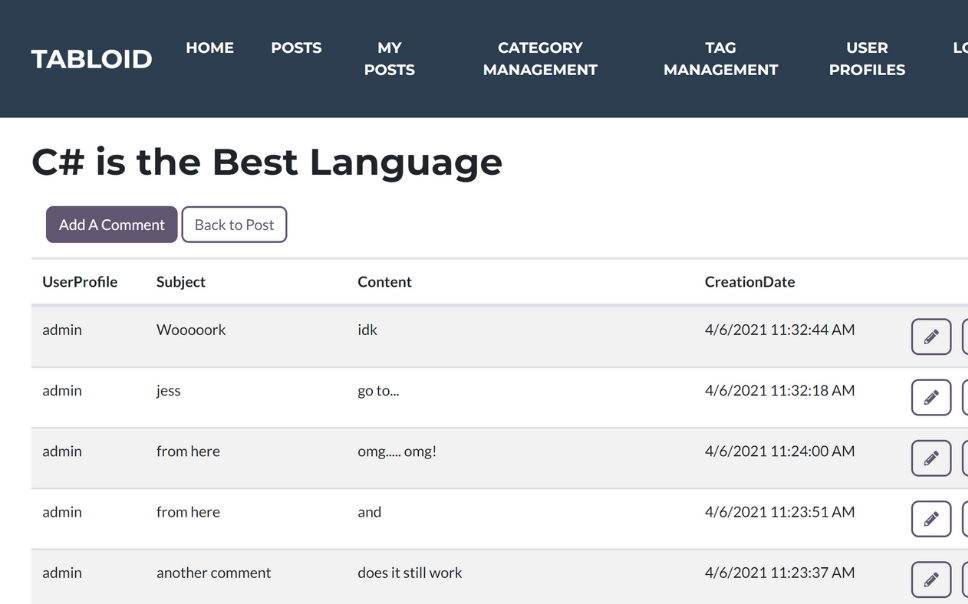 TABLOID
HOME
POSTS
MY
POSTS
CATEGORY
MANAGEMENT
TAG
MANAGEMENT
USER
PROFILES
C# is the Best Language
Add A Comment
Back to Post
UserProfile Subject Content CreationDate
admin Wooooork idk 4/6/2021 11:32:44 AM
admin jess go to... 4/6/2021 11:32:18 AM
admin from here omg..... omg! 4/6/2021 11:24:00 AM
admin from here and 4/6/2021 11:23:51 AM
admin another comment does it still work 4/6/2021 11:23:37 AM